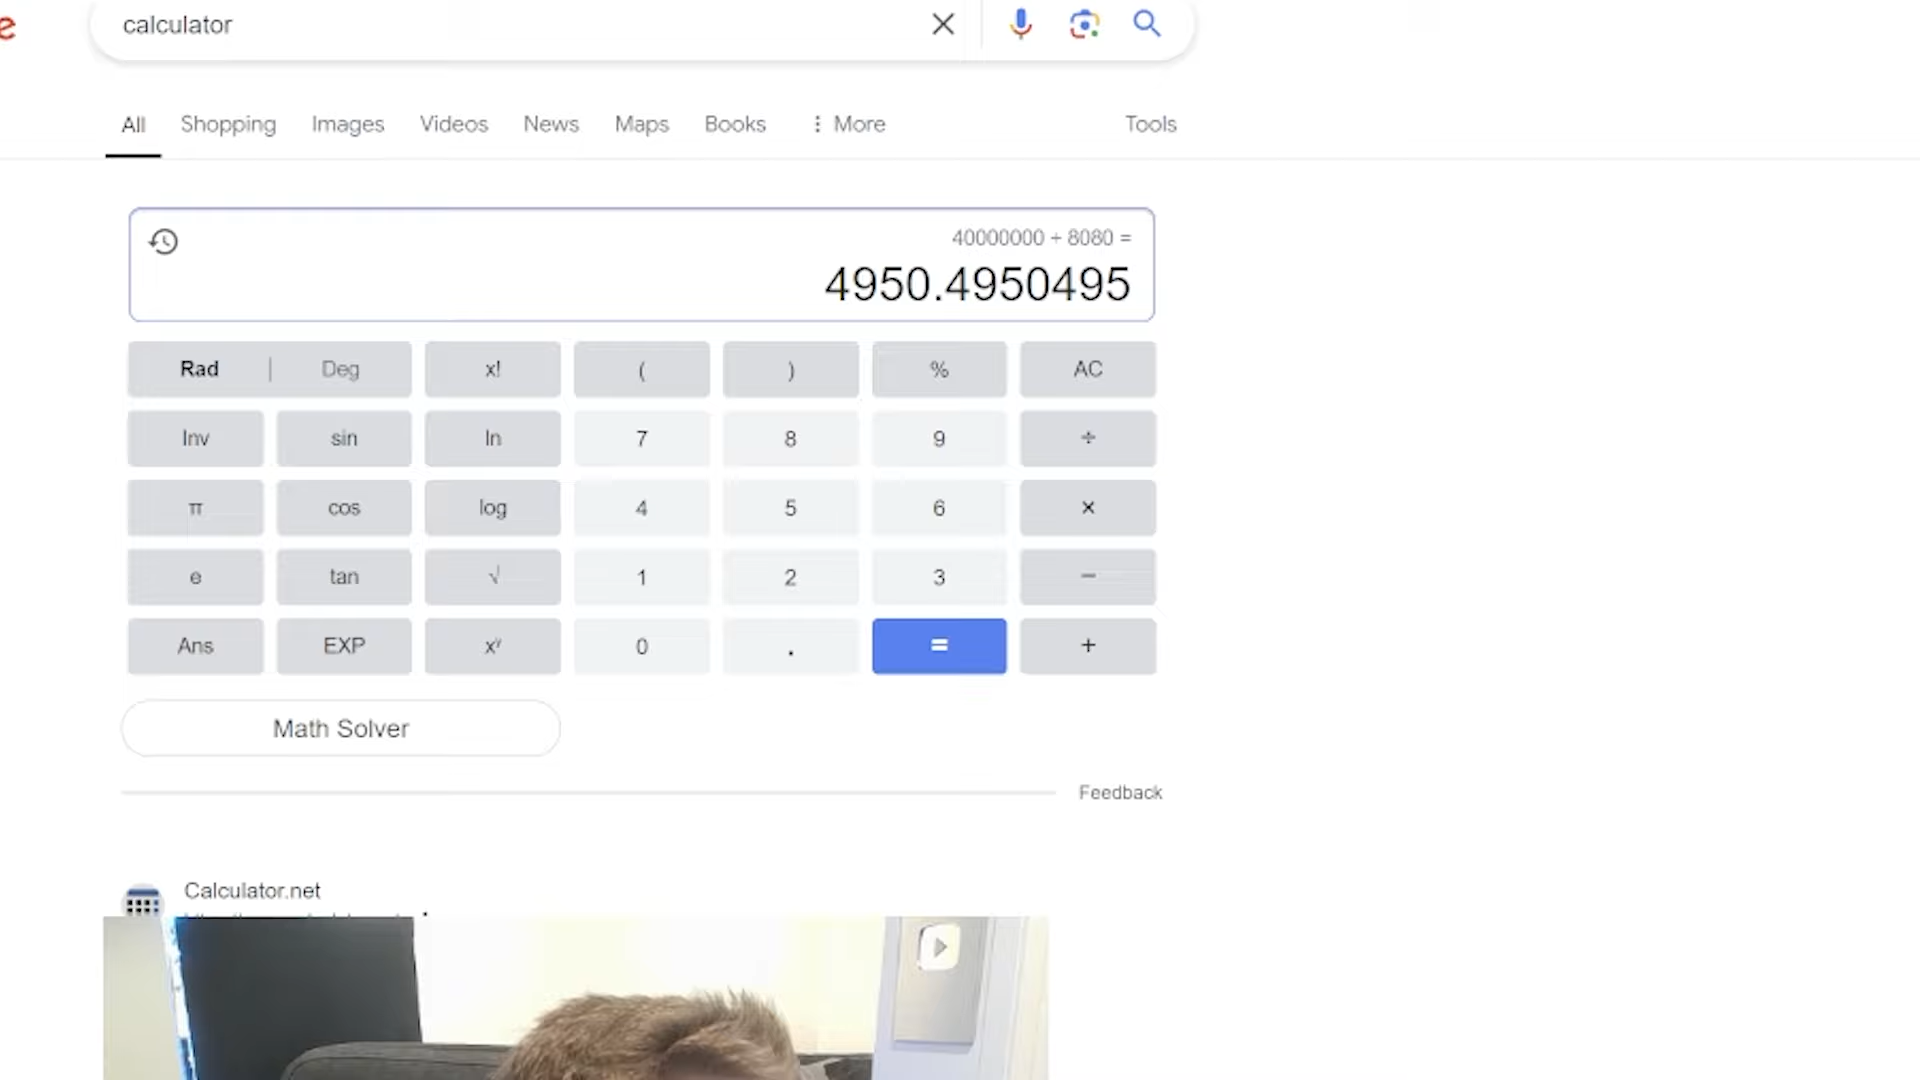 e calculator
All Shopping Images Videos News Maps Books More Tools
40000000 ÷ 8080 =
4950.4950495
Rad | Deg x! ( ) % AC
Inv sin ln 7 8 9 ÷
π cos log 4 5 6 ×
e tan √ 1 2 3 −
Ans EXP xʸ 0 . = +
Math Solver
Feedback
Calculator.net